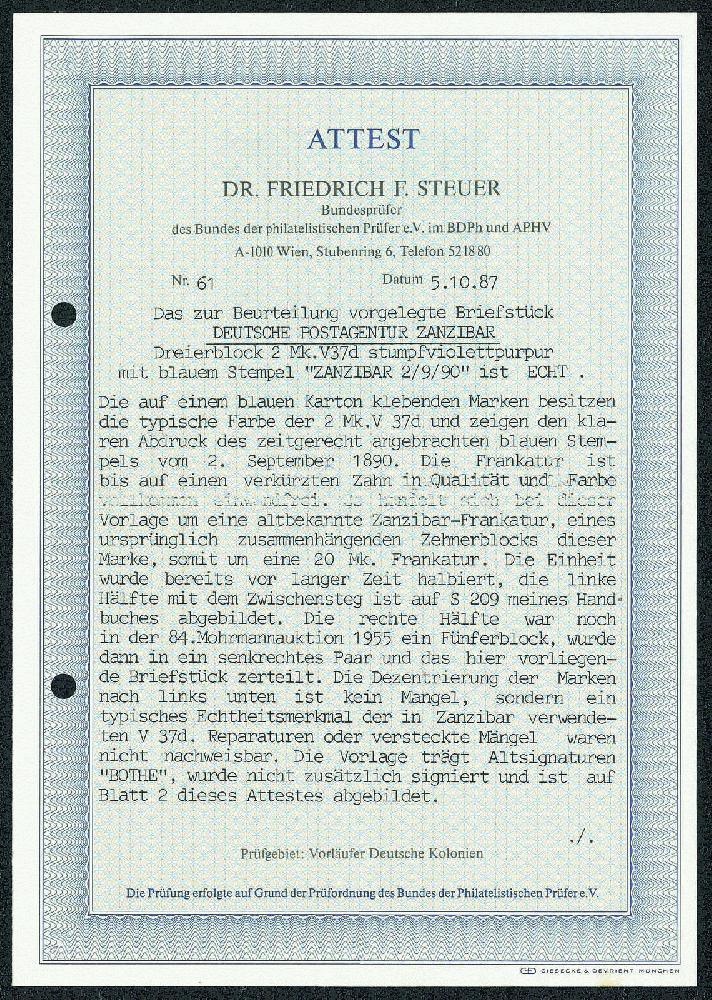 ATTEST
DR. FRIEDRICH F. STEUER
Bundesprüfer
des Bundes der philatelistischen Prüfer e.V. im BDPh und APHV
A-1010 Wien, Stubenring 6, Telefon 521880
Nr. 61 Datum 5.10.87
Das zur Beurteilung vorgelegte Briefstück
DEUTSCHE POSTAGENTUR ZANZIBAR
Dreierblock 2 Mk.V37d stumpfviolettpurpur
mit blauem Stempel "ZANZIBAR 2/9/90" ist ECHT .
Die auf einem blauen Karton klebenden Marken besitzen
die typische Farbe der 2 Mk.V 37d und zeigen den kla-
ren Abdruck des zeitgerecht angebrachten blauen Stem-
pels vom 2. September 1890. Die Frankatur ist
bis auf einen verkürzten Zahn in Qualität und Farbe
vollkommen einwandfrei. Es handelt sich bei dieser
Vorlage um eine altbekannte Zanzibar-Frankatur, eines
ursprünglich zusammenhängenden Zehnerblocks dieser
Marke, somit um eine 20 Mk. Frankatur. Die Einheit
wurde bereits vor langer Zeit halbiert, die linke
Hälfte mit dem Zwischensteg ist auf S 209 meines Hand-
buches abgebildet. Die rechte Hälfte war noch
in der 84.Mohrmannauktion 1955 ein Fünferblock, wurde
dann in ein senkrechtes Paar und das hier vorliegen-
de Briefstück zerteilt. Die Dezentrierung der Marken
nach links unten ist kein Mangel, sondern ein
typisches Echtheitsmerkmal der in Zanzibar verwende-
ten V 37d. Reparaturen oder versteckte Mängel waren
nicht nachweisbar. Die Vorlage trägt Altsignaturen
"BOTHE", wurde nicht zusätzlich signiert und ist auf
Blatt 2 dieses Attestes abgebildet.
./.
Prüfgebiet: Vorläufer Deutsche Kolonien
Die Prüfung erfolgte auf Grund der Prüfordnung des Bundes der Philatelistischen Prüfer e.V.
GIESECKE & DEVRIENT MÜNCHEN